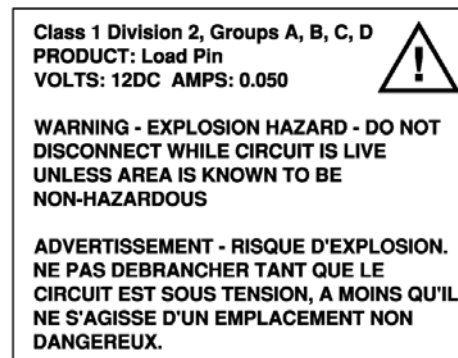 Class 1 Division 2, Groups A, B, C, D
PRODUCT: Load Pin
VOLTS: 12DC AMPS: 0.050
WARNING - EXPLOSION HAZARD - DO NOT
DISCONNECT WHILE CIRCUIT IS LIVE
UNLESS AREA IS KNOWN TO BE
NON-HAZARDOUS
ADVERTISSEMENT - RISQUE D'EXPLOSION.
NE PAS DEBRANCHER TANT QUE LE
CIRCUIT EST SOUS TENSION, A MOINS QU'IL
NE S'AGISSE D'UN EMPLACEMENT NON
DANGEREUX.